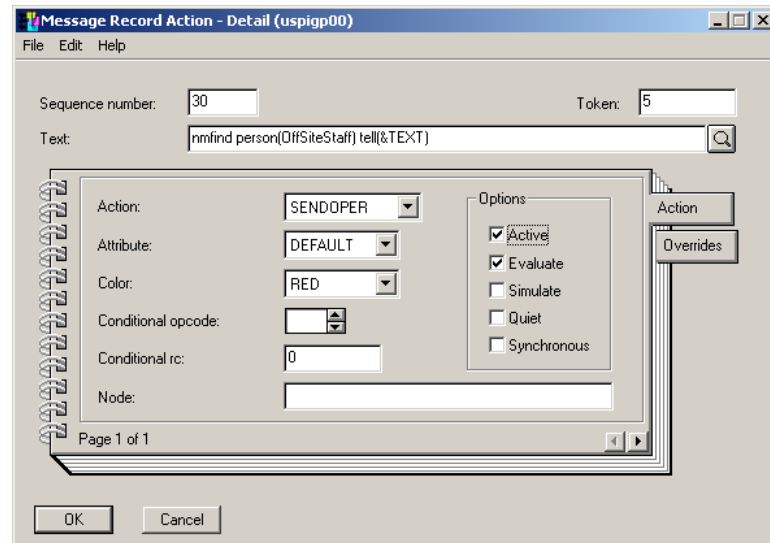 Message Record Action - Detail (uspigp00)
File Edit Help
Sequence number: 30 Token: 5
Text: nmfind person(OffSiteStaff) tell(&TEXT)
Action: SENDOPER
Attribute: DEFAULT
Color: RED
Conditional opcode:
Conditional rc: 0
Node:
Options
Active
Evaluate
Simulate
Quiet
Synchronous
Action
Overrides
Page 1 of 1
OK Cancel